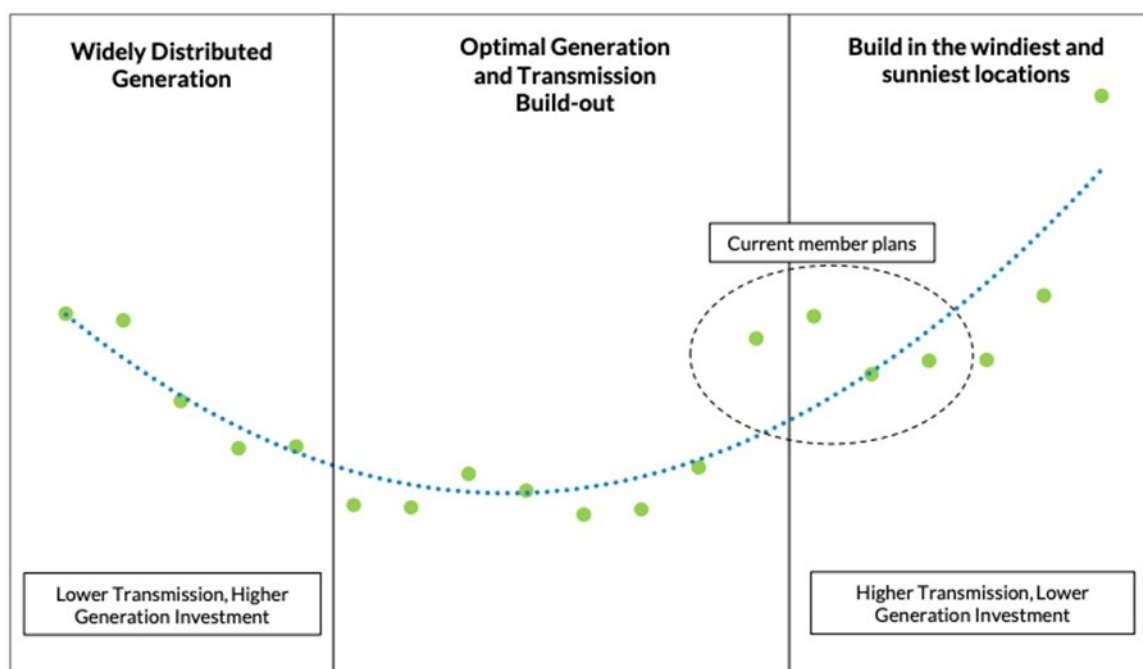 Widely Distributed
Generation
Optimal Generation
and Transmission
Build-out
Build in the windiest and
sunniest locations
Current member plans
Lower Transmission, Higher
Generation Investment
Higher Transmission, Lower
Generation Investment